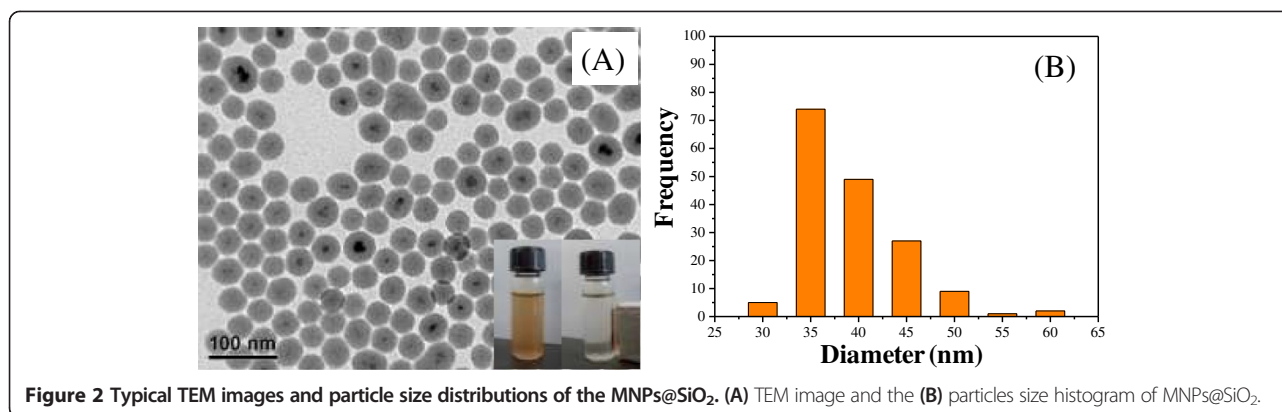 (A)
100 nm
(B)
Frequency
100
90
80
70
60
50
40
30
20
10
0
25 30 35 40 45 50 55 60 65
Diameter (nm)
Figure 2 Typical TEM images and particle size distributions of the MNPs@SiO₂. (A) TEM image and the (B) particles size histogram of MNPs@SiO₂.